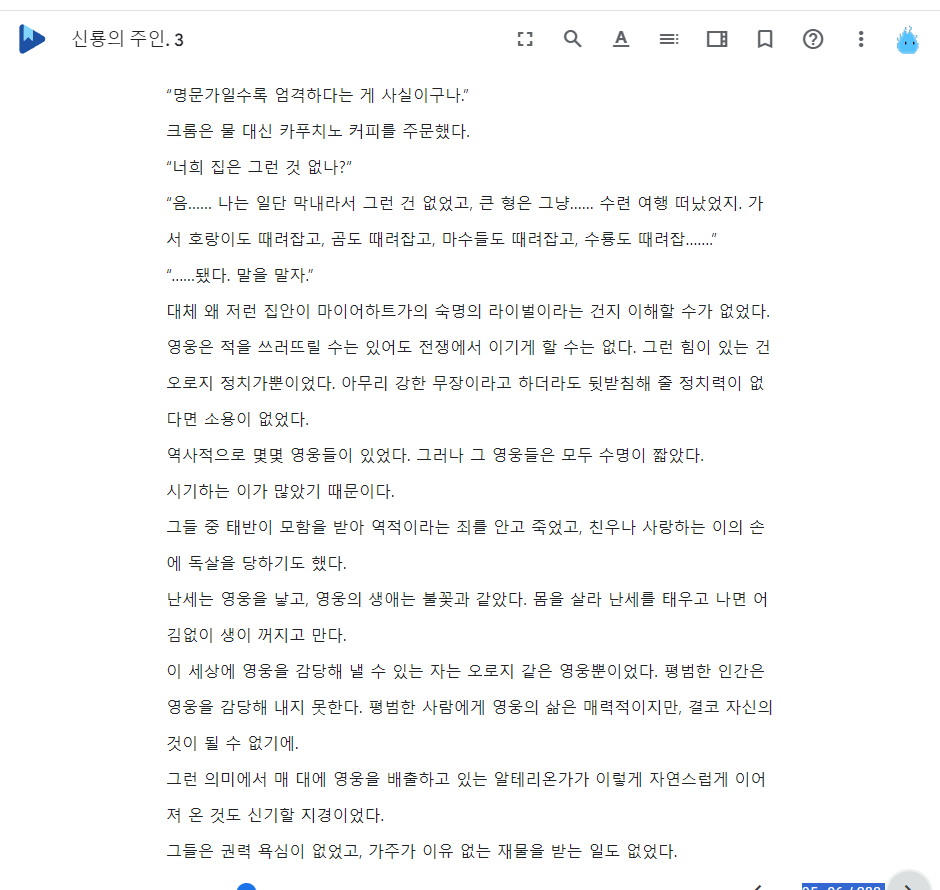 신룡의 주인. 3
“명문가일수록 엄격하다는 게 사실이구나.”
크롬은 물 대신 카푸치노 커피를 주문했다.
“너희 집은 그런 것 없나?”
“음...... 나는 일단 막내라서 그런 건 없었고, 큰 형은 그냥...... 수련 여행 떠났었지. 가
서 호랑이도 때려잡고, 곰도 때려잡고, 마수들도 때려잡고, 수룡도 때려잡.......”
“......됐다. 말을 말자.”
대체 왜 저런 집안이 마이어하트가의 숙명의 라이벌이라는 건지 이해할 수가 없었다.
영웅은 적을 쓰러뜨릴 수는 있어도 전쟁에서 이기게 할 수는 없다. 그런 힘이 있는 건
오로지 정치가뿐이었다. 아무리 강한 무장이라고 하더라도 뒷받침해 줄 정치력이 없
다면 소용이 없었다.
역사적으로 몇몇 영웅들이 있었다. 그러나 그 영웅들은 모두 수명이 짧았다.
시기하는 이가 많았기 때문이다.
그들 중 태반이 모함을 받아 역적이라는 죄를 안고 죽었고, 친우나 사랑하는 이의 손
에 독살을 당하기도 했다.
난세는 영웅을 낳고, 영웅의 생애는 불꽃과 같았다. 몸을 살라 난세를 태우고 나면 어
김없이 생이 꺼지고 만다.
이 세상에 영웅을 감당해 낼 수 있는 자는 오로지 같은 영웅뿐이었다. 평범한 인간은
영웅을 감당해 내지 못한다. 평범한 사람에게 영웅의 삶은 매력적이지만, 결코 자신의
것이 될 수 없기에.
그런 의미에서 매 대에 영웅을 배출하고 있는 알테리온가가 이렇게 자연스럽게 이어
져 온 것도 신기할 지경이었다.
그들은 권력 욕심이 없었고, 가주가 이유 없는 재물을 받는 일도 없었다.